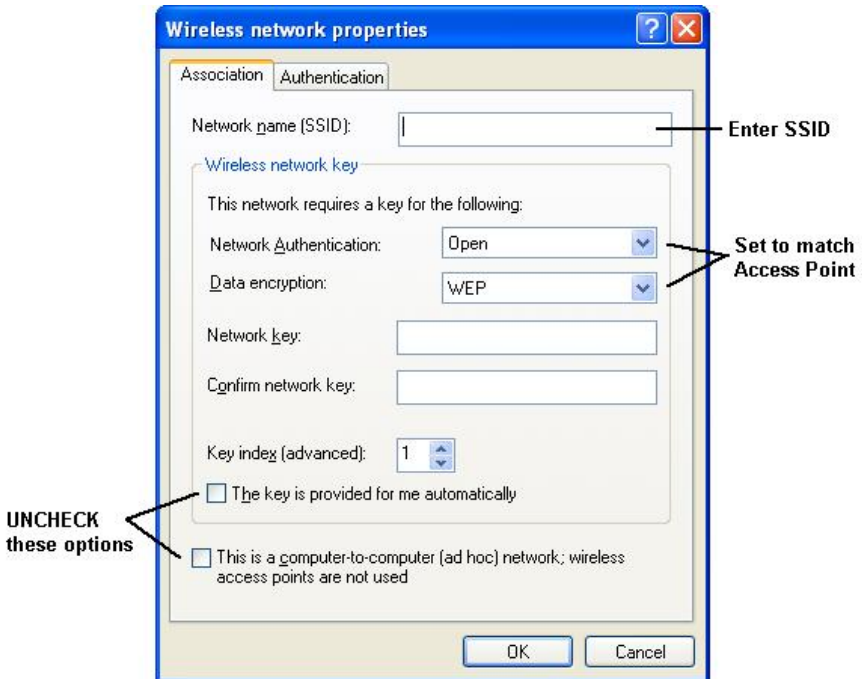 Wireless network properties
Association
Authentication
Network name (SSID):
Enter SSID
Wireless network key
This network requires a key for the following:
Network Authentication:
Open
Set to match
Access Point
Data encryption:
WEP
Network key:
Confirm network key:
Key index (advanced):
1
The key is provided for me automatically
UNCHECK
these options
This is a computer-to-computer (ad hoc) network; wireless
access points are not used
OK
Cancel